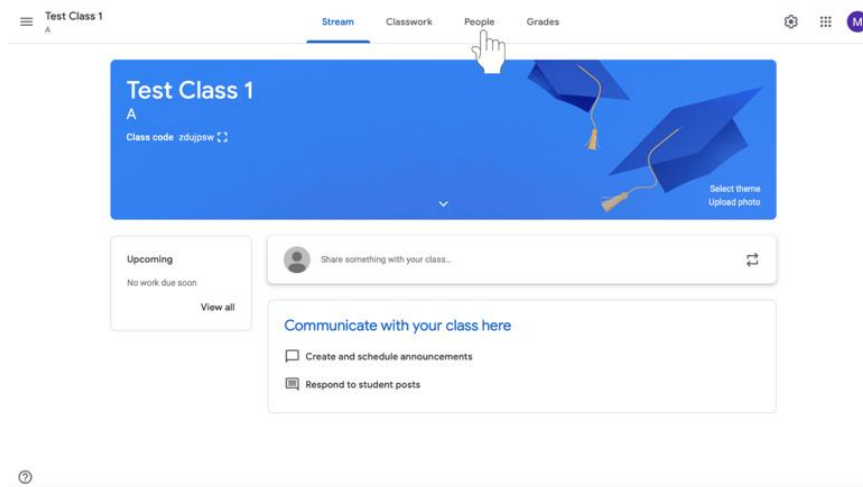 Test Class 1
A
Stream Classwork People Grades
M
Test Class 1
A
Class code zdujpsw
Select theme
Upload photo
Upcoming
No work due soon
View all
Share something with your class...
Communicate with your class here
Create and schedule announcements
Respond to student posts